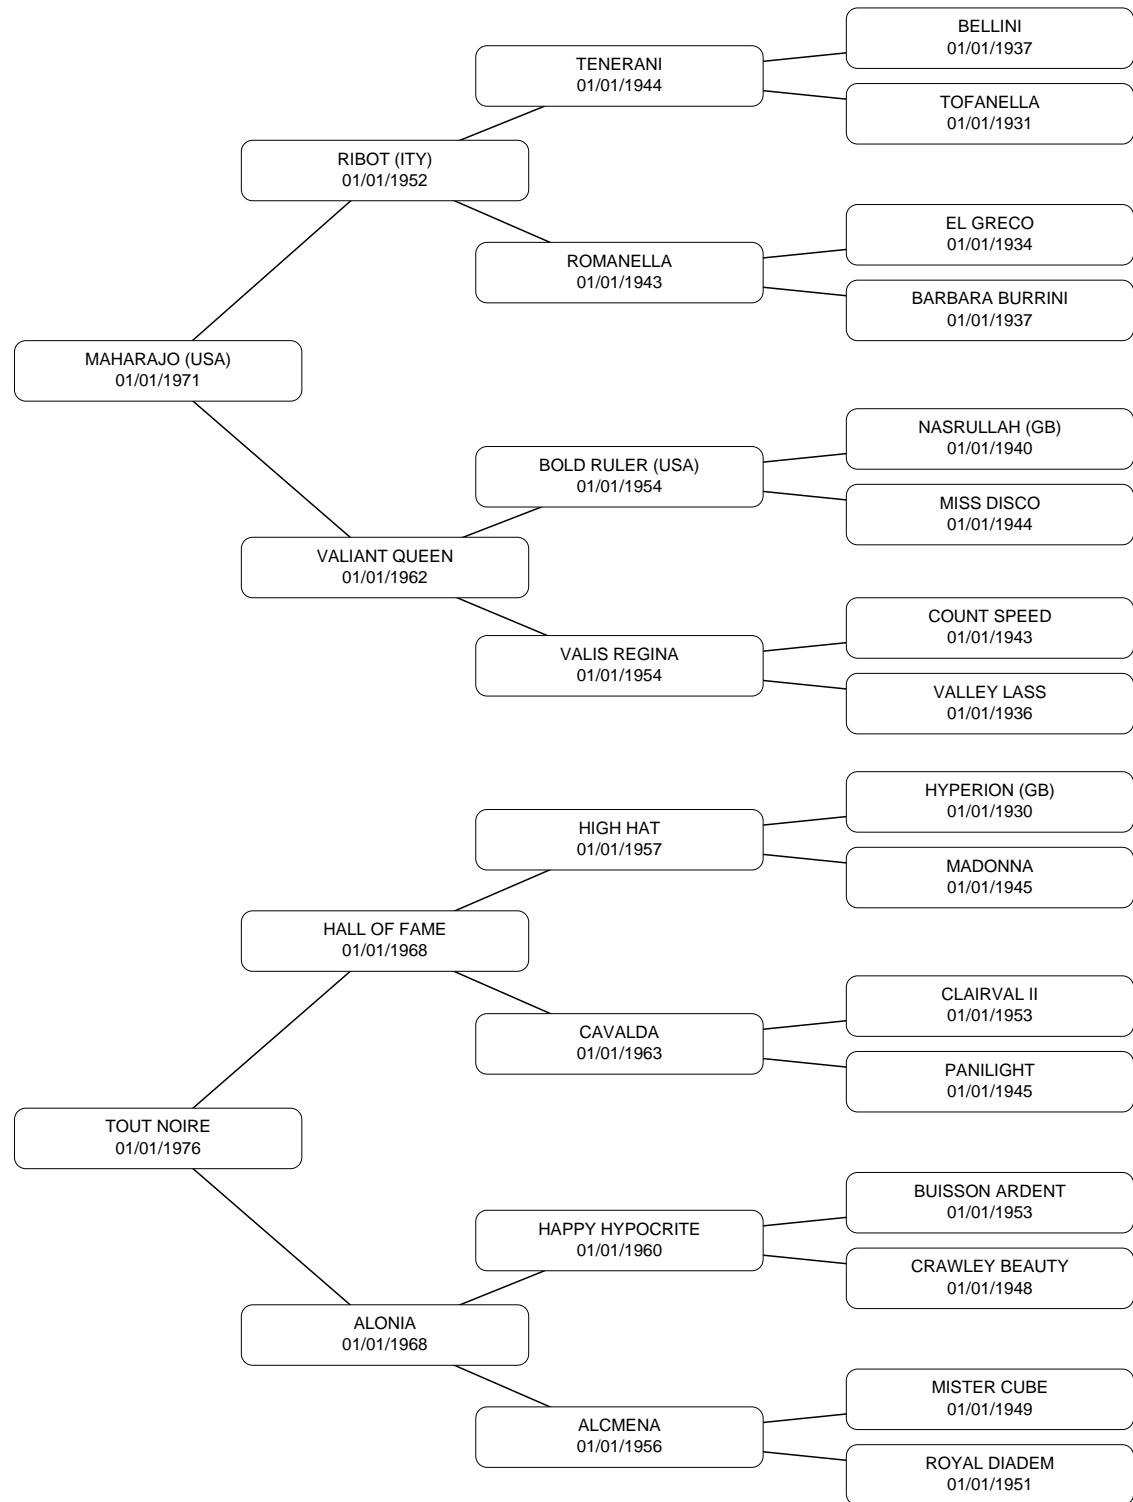 BELLINI
01/01/1937
TENERANI
01/01/1944
TOFANELLA
01/01/1931
RIBOT (ITY)
01/01/1952
EL GRECO
01/01/1934
ROMANELLA
01/01/1943
BARBARA BURRINI
01/01/1937
MAHARAJO (USA)
01/01/1971
NASRULLAH (GB)
01/01/1940
BOLD RULER (USA)
01/01/1954
MISS DISCO
01/01/1944
VALIANT QUEEN
01/01/1962
COUNT SPEED
01/01/1943
VALIS REGINA
01/01/1954
VALLEY LASS
01/01/1936
HYPERION (GB)
01/01/1930
HIGH HAT
01/01/1957
MADONNA
01/01/1945
HALL OF FAME
01/01/1968
CLAIRVAL II
01/01/1953
CAVALDA
01/01/1963
PANILIGHT
01/01/1945
TOUT NOIRE
01/01/1976
BUISSON ARDENT
01/01/1953
HAPPY HYPOCRITE
01/01/1960
CRAWLEY BEAUTY
01/01/1948
ALONIA
01/01/1968
MISTER CUBE
01/01/1949
ALCMENA
01/01/1956
ROYAL DIADEM
01/01/1951